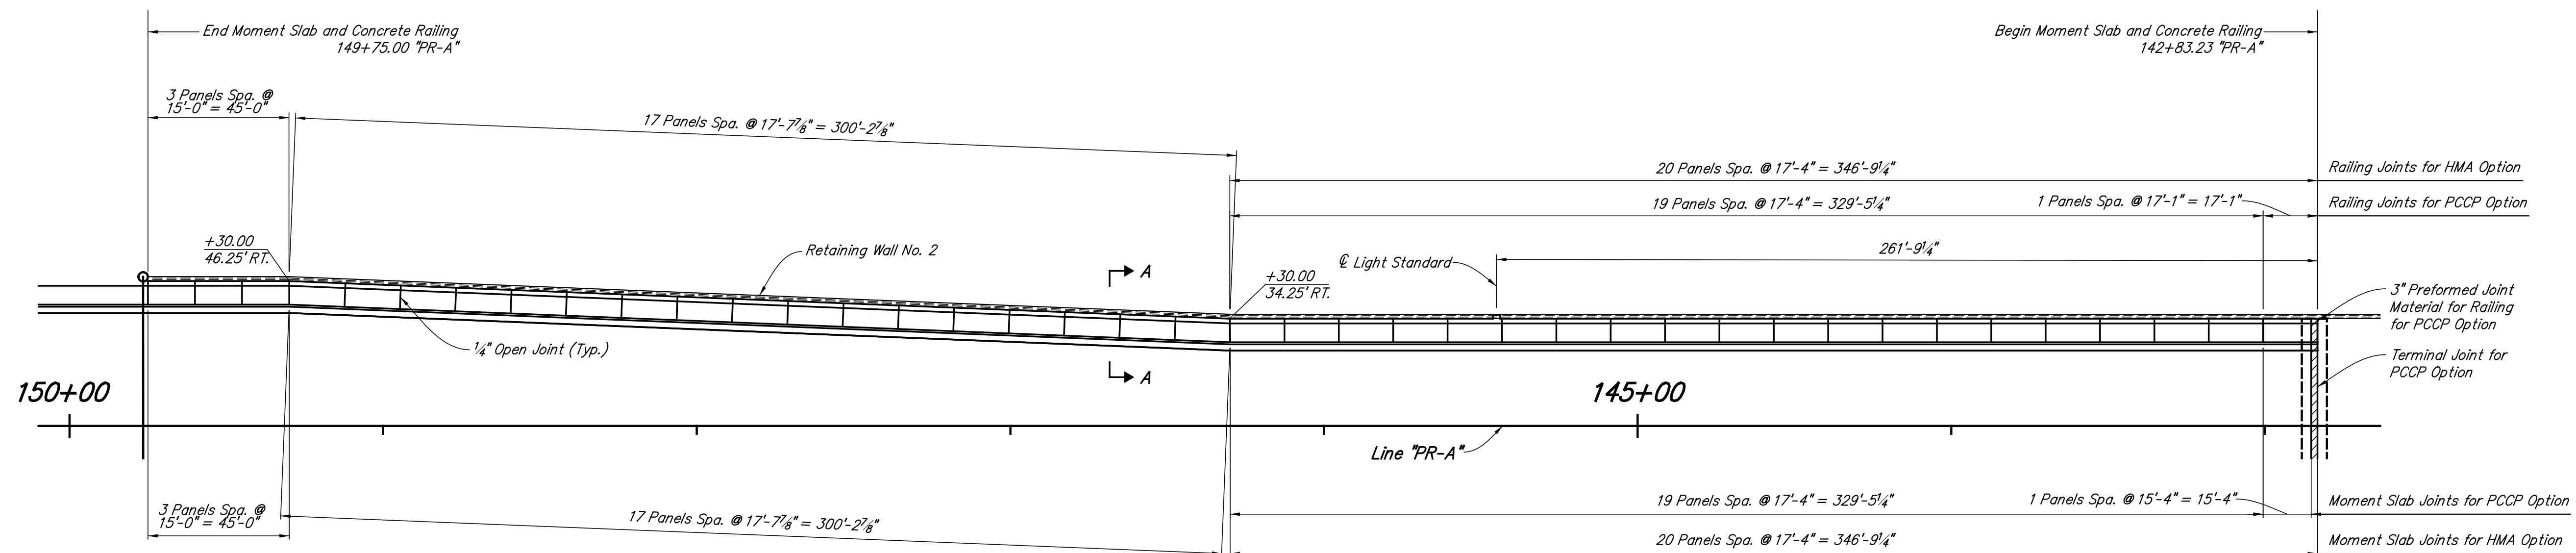 End Moment Slab and Concrete Railing
149+75.00 "PR-A"
Begin Moment Slab and Concrete Railing
142+83.23 "PR-A"
3 Panels Spa. @
15'-0" = 45'-0"
17 Panels Spa. @ 17'-7⅞" = 300'-2⅞"
20 Panels Spa. @ 17'-4" = 346'-9¼"
Railing Joints for HMA Option
19 Panels Spa. @ 17'-4" = 329'-5¼"
1 Panels Spa. @ 17'-1" = 17'-1"
Railing Joints for PCCP Option
+30.00
46.25' RT.
Retaining Wall No. 2
A
℄ Light Standard
261'-9¼"
+30.00
34.25' RT.
3" Preformed Joint
Material for Railing
for PCCP Option
¼" Open Joint (Typ.)
A
Terminal Joint for
PCCP Option
150+00
145+00
Line "PR-A"
3 Panels Spa. @
15'-0" = 45'-0"
17 Panels Spa. @ 17'-7⅞" = 300'-2⅞"
19 Panels Spa. @ 17'-4" = 329'-5¼"
1 Panels Spa. @ 15'-4" = 15'-4"
Moment Slab Joints for PCCP Option
20 Panels Spa. @ 17'-4" = 346'-9¼"
Moment Slab Joints for HMA Option